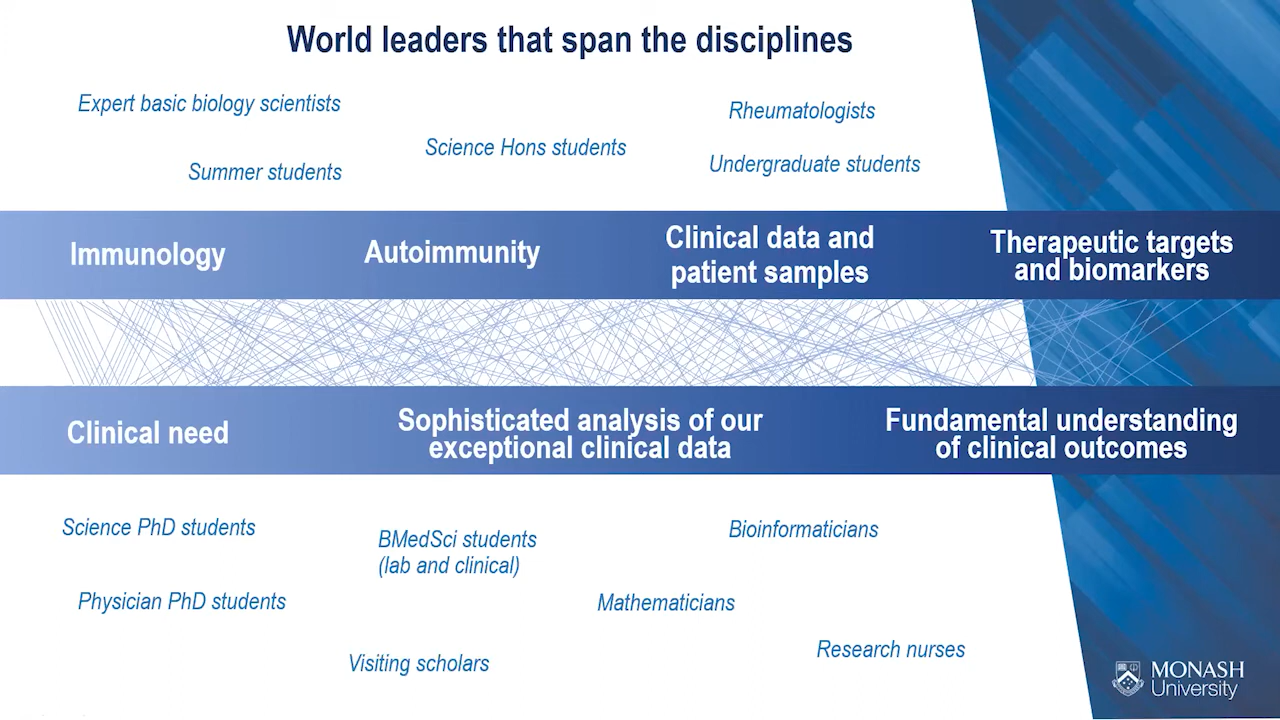 World leaders that span the disciplines
Expert basic biology scientists
Rheumatologists
Science Hons students
Summer students
Undergraduate students
Immunology
Autoimmunity
Clinical data and
patient samples
Therapeutic targets
and biomarkers
Clinical need
Sophisticated analysis of our
exceptional clinical data
Fundamental understanding
of clinical outcomes
Science PhD students
BMedSci students
(lab and clinical)
Bioinformaticians
Physician PhD students
Mathematicians
Visiting scholars
Research nurses
MONASH
University